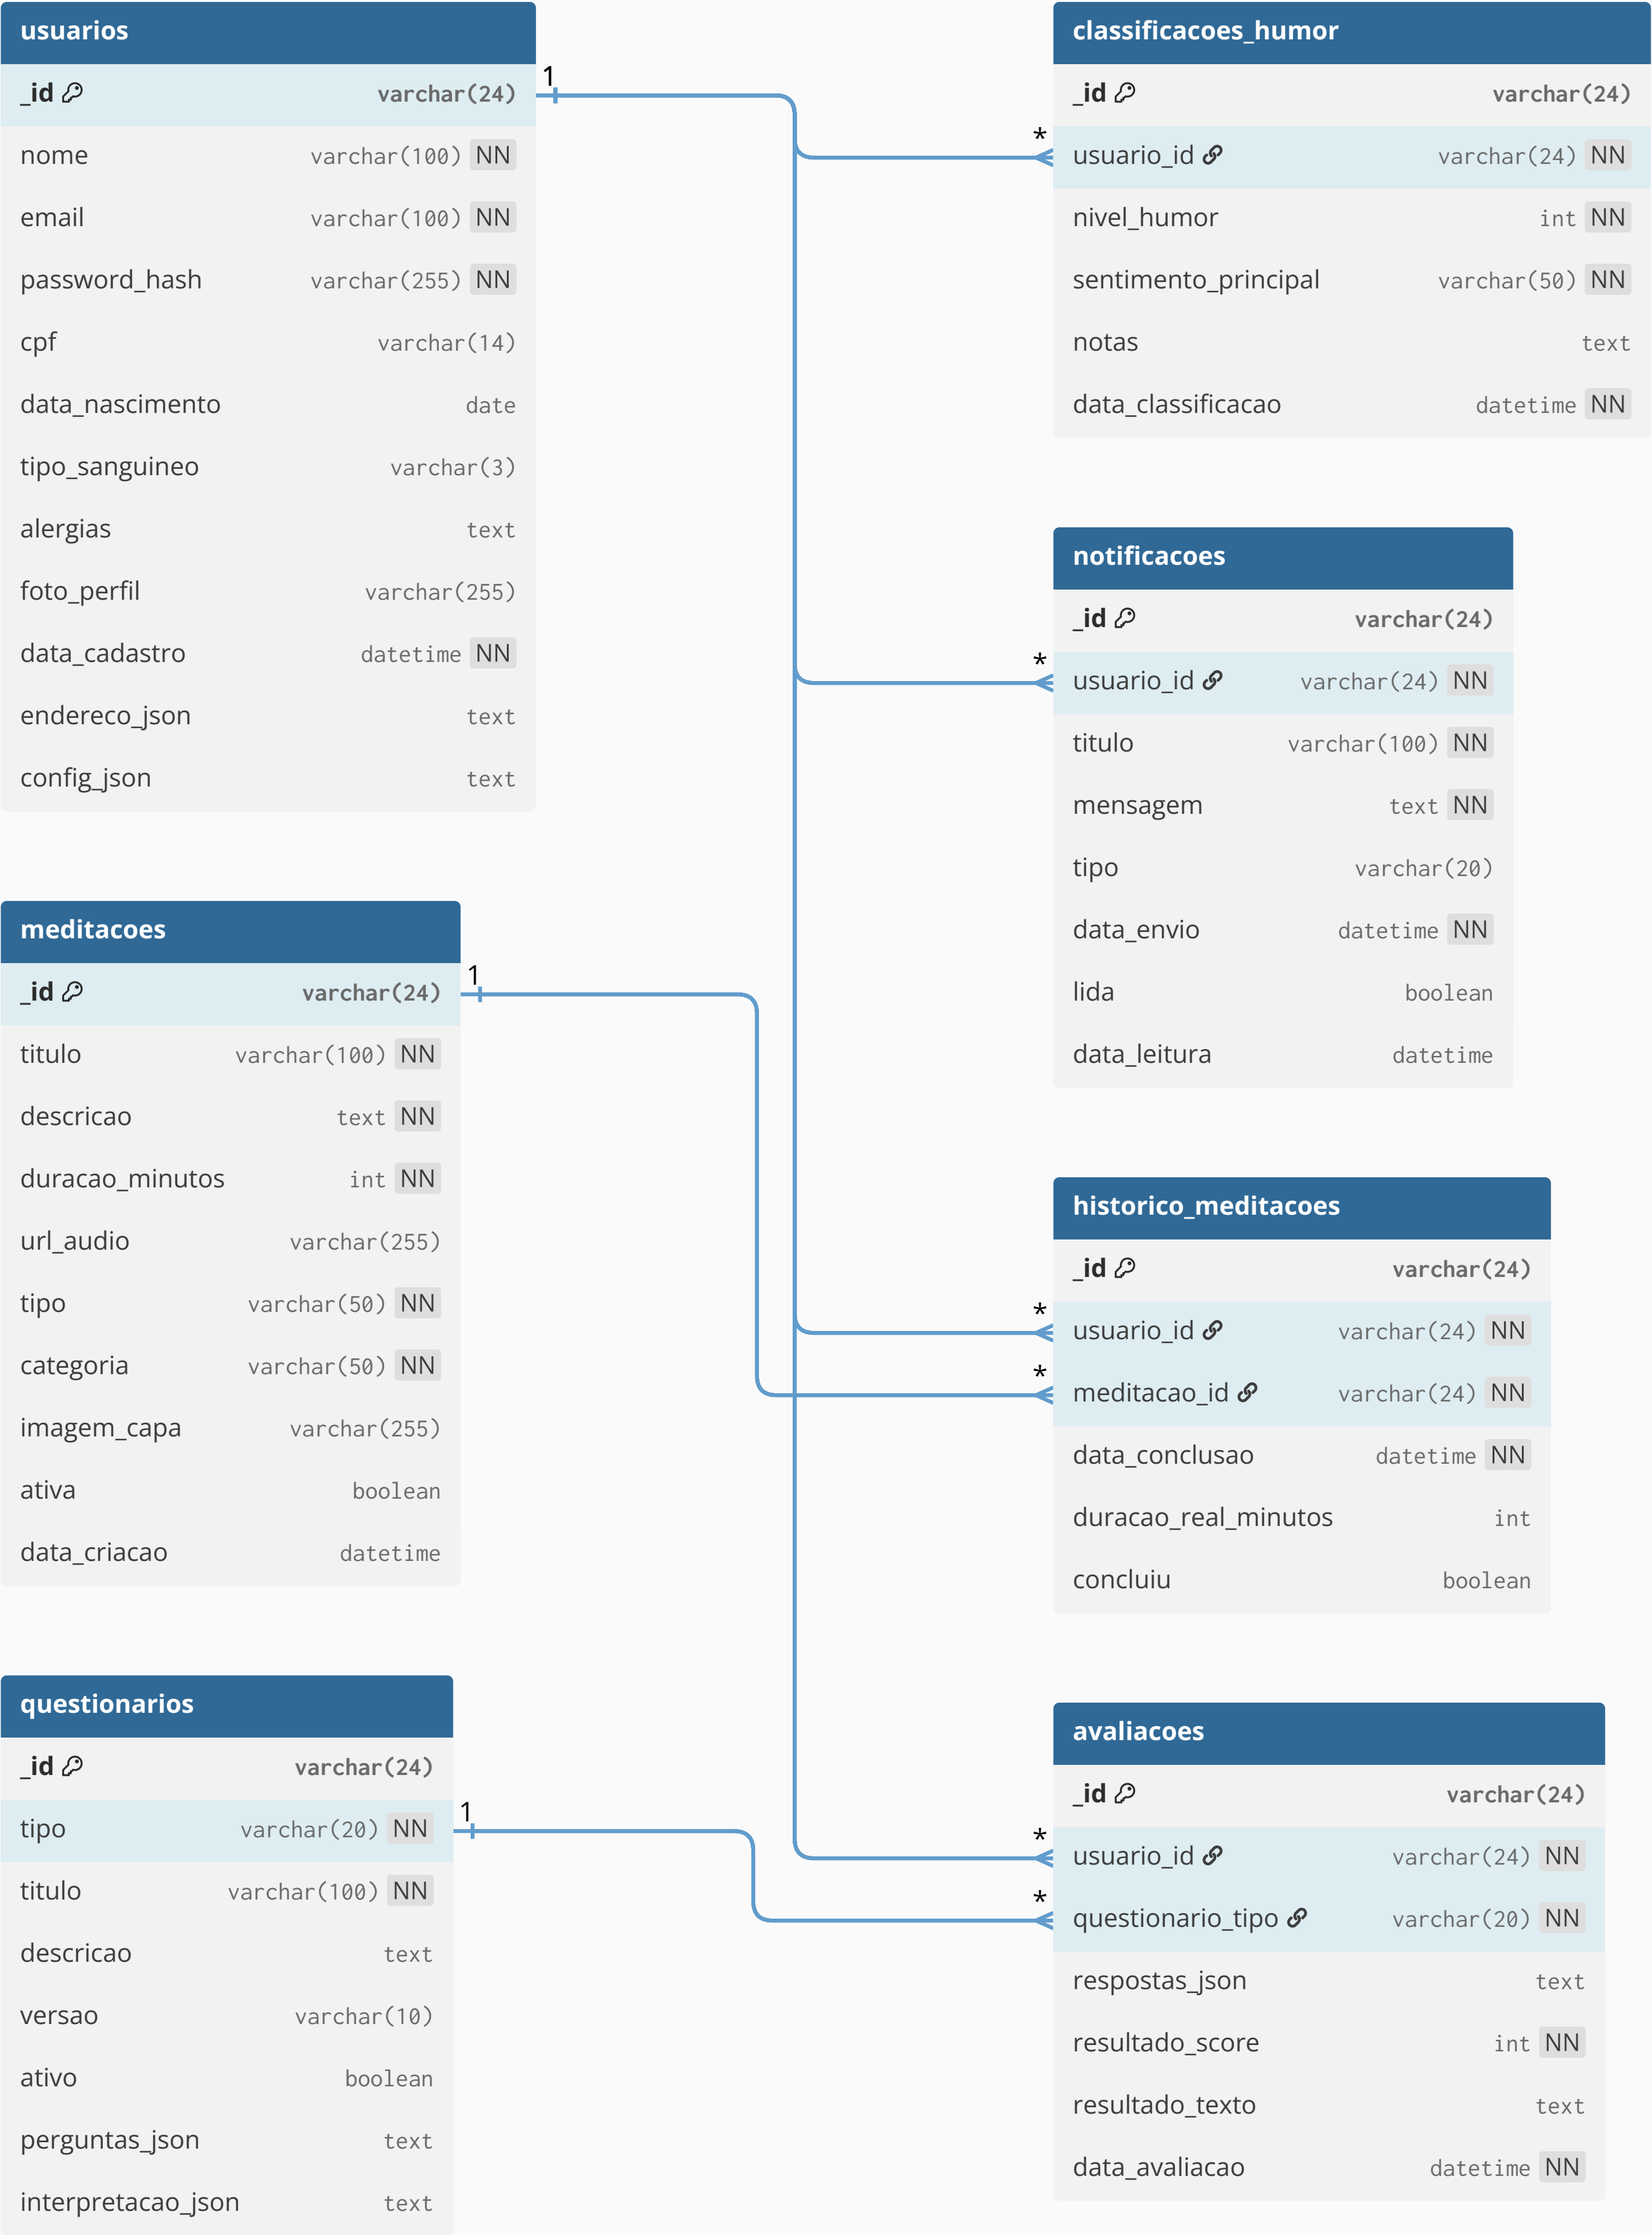 usuarios
_id varchar(24)
nome varchar(100) NN
email varchar(100) NN
password_hash varchar(255) NN
cpf varchar(14)
data_nascimento date
tipo_sanguineo varchar(3)
alergias text
foto_perfil varchar(255)
data_cadastro datetime NN
endereco_json text
config_json text
1
classificacoes_humor
_id varchar(24)
*
usuario_id varchar(24) NN
nivel_humor int NN
sentimento_principal varchar(50) NN
notas text
data_classificacao datetime NN
notificacoes
_id varchar(24)
*
usuario_id varchar(24) NN
titulo varchar(100) NN
mensagem text NN
tipo varchar(20)
data_envio datetime NN
lida boolean
data_leitura datetime
meditacoes
_id varchar(24)
1
titulo varchar(100) NN
descricao text NN
duracao_minutos int NN
url_audio varchar(255)
tipo varchar(50) NN
categoria varchar(50) NN
imagem_capa varchar(255)
ativa boolean
data_criacao datetime
historico_meditacoes
_id varchar(24)
*
usuario_id varchar(24) NN
*
meditacao_id varchar(24) NN
data_conclusao datetime NN
duracao_real_minutos int
concluiu boolean
questionarios
_id varchar(24)
1
tipo varchar(20) NN
titulo varchar(100) NN
descricao text
versao varchar(10)
ativo boolean
perguntas_json text
interpretacao_json text
avaliacoes
_id varchar(24)
*
usuario_id varchar(24) NN
*
questionario_tipo varchar(20) NN
respostas_json text
resultado_score int NN
resultado_texto text
data_avaliacao datetime NN